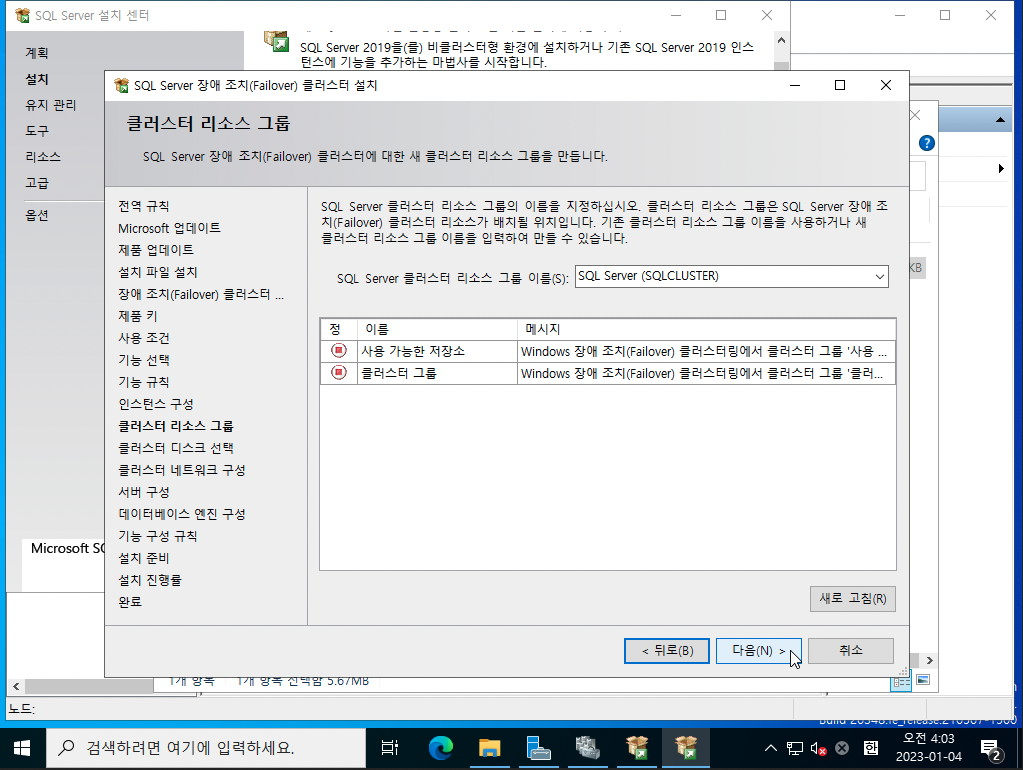 SQL Server 설치 센터
계획
설치
유지 관리
도구
리소스
고급
옵션
SQL Server 2019을(를) 비클러스터형 환경에 설치하거나 기존 SQL Server 2019 인스
턴스에 기능을 추가하는 마법사를 시작합니다.
SQL Server 장애 조치(Failover) 클러스터 설치
클러스터 리소스 그룹
SQL Server 장애 조치(Failover) 클러스터에 대한 새 클러스터 리소스 그룹을 만듭니다.
전역 규칙
Microsoft 업데이트
제품 업데이트
설치 파일 설치
장애 조치(Failover) 클러스터 ...
제품 키
사용 조건
기능 선택
기능 규칙
인스턴스 구성
클러스터 리소스 그룹
클러스터 디스크 선택
클러스터 네트워크 구성
서버 구성
데이터베이스 엔진 구성
기능 구성 규칙
설치 준비
설치 진행률
완료
SQL Server 클러스터 리소스 그룹의 이름을 지정하십시오. 클러스터 리소스 그룹은 SQL Server 장애 조
치(Failover) 클러스터 리소스가 배치될 위치입니다. 기존 클러스터 리소스 그룹 이름을 사용하거나 새
클러스터 리소스 그룹 이름을 입력하여 만들 수 있습니다.
SQL Server 클러스터 리소스 그룹 이름(S): SQL Server (SQLCLUSTER)
정 이름 메시지
사용 가능한 저장소 Windows 장애 조치(Failover) 클러스터링에서 클러스터 그룹 '사용 ...
클러스터 그룹 Windows 장애 조치(Failover) 클러스터링에서 클러스터 그룹 '클러...
새로 고침(R)
< 뒤로(B) 다음(N) > 취소
KB
Microsoft SQ
1개 항목 1개 항목 선택함 5.67MB
노드:
Build 20348.fe_release.210507-1500
검색하려면 여기에 입력하세요.
한
오전 4:03
2023-01-04
2